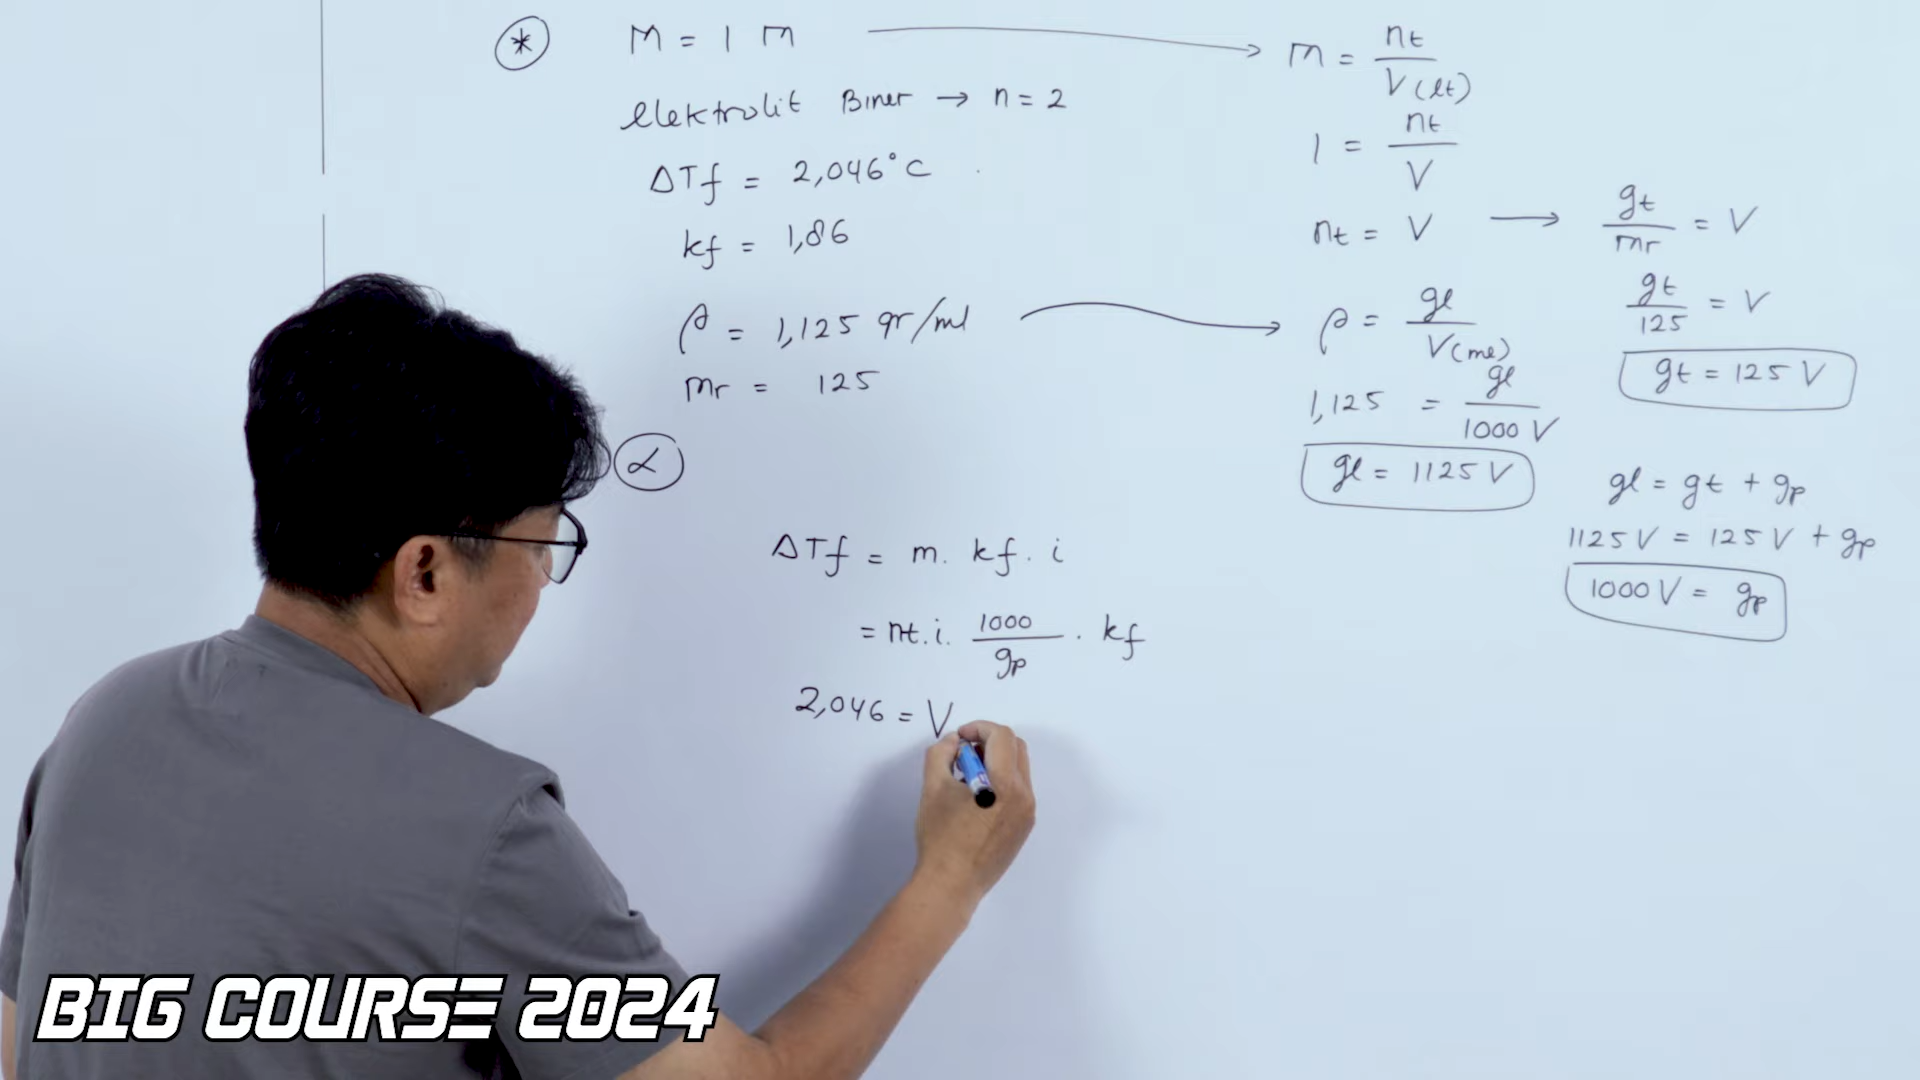 * M = 1 M
elektrolit Biner → n = 2
ΔTf = 2,046°C
kf = 1,86
ρ = 1,125 gr/ml
Mr = 125
α
ΔTf = m . kf . i
= nt . i . 1000/gp . kf
2,046 = V
M = nt/V(lt)
1 = nt/V
nt = V → gt/Mr = V
gt/125 = V
gt = 125 V
ρ = gl/V(ml)
1,125 = gl/1000 V
gl = 1125 V
gl = gt + gp
1125 V = 125 V + gp
1000 V = gp
BIG COURSE 2024